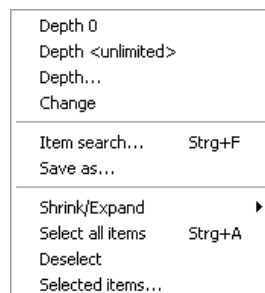 Depth 0
Depth <unlimited>
Depth...
Change
Item search... Strg+F
Save as...
Shrink/Expand
Select all items Strg+A
Deselect
Selected items...